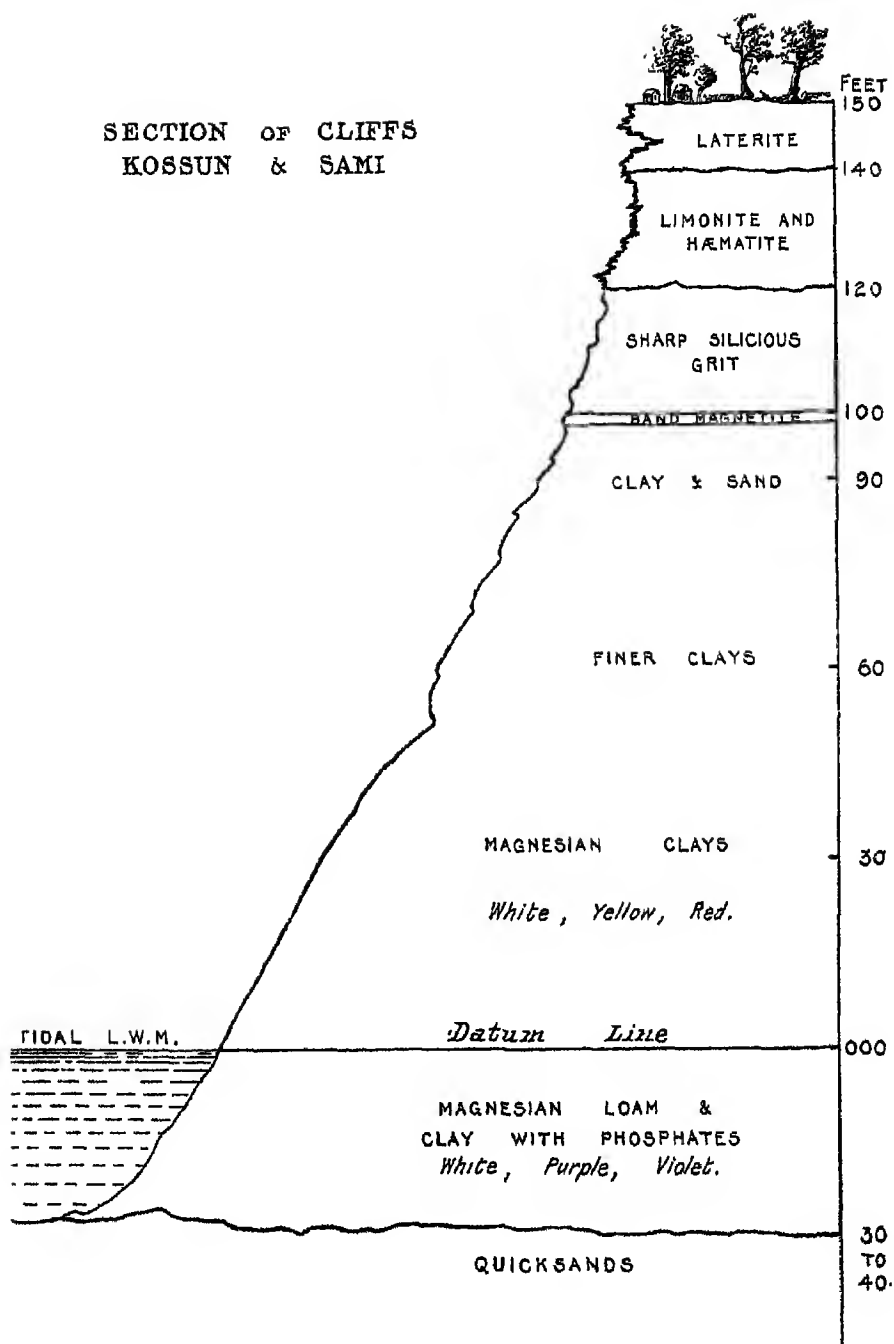 SECTION OF CLIFFS
KOSSUN & SAMI
FEET
150
LATERITE
140
LIMONITE AND
HÆMATITE
120
SHARP SILICIOUS
GRIT
100
BAND MAGNETITE
90
CLAY & SAND
FINER CLAYS
60
MAGNESIAN CLAYS
30
White, Yellow, Red.
TIDAL L.W.M.
Datum Line
000
MAGNESIAN LOAM &
CLAY WITH PHOSPHATES
White, Purple, Violet.
30
TO
40.
QUICKSANDS